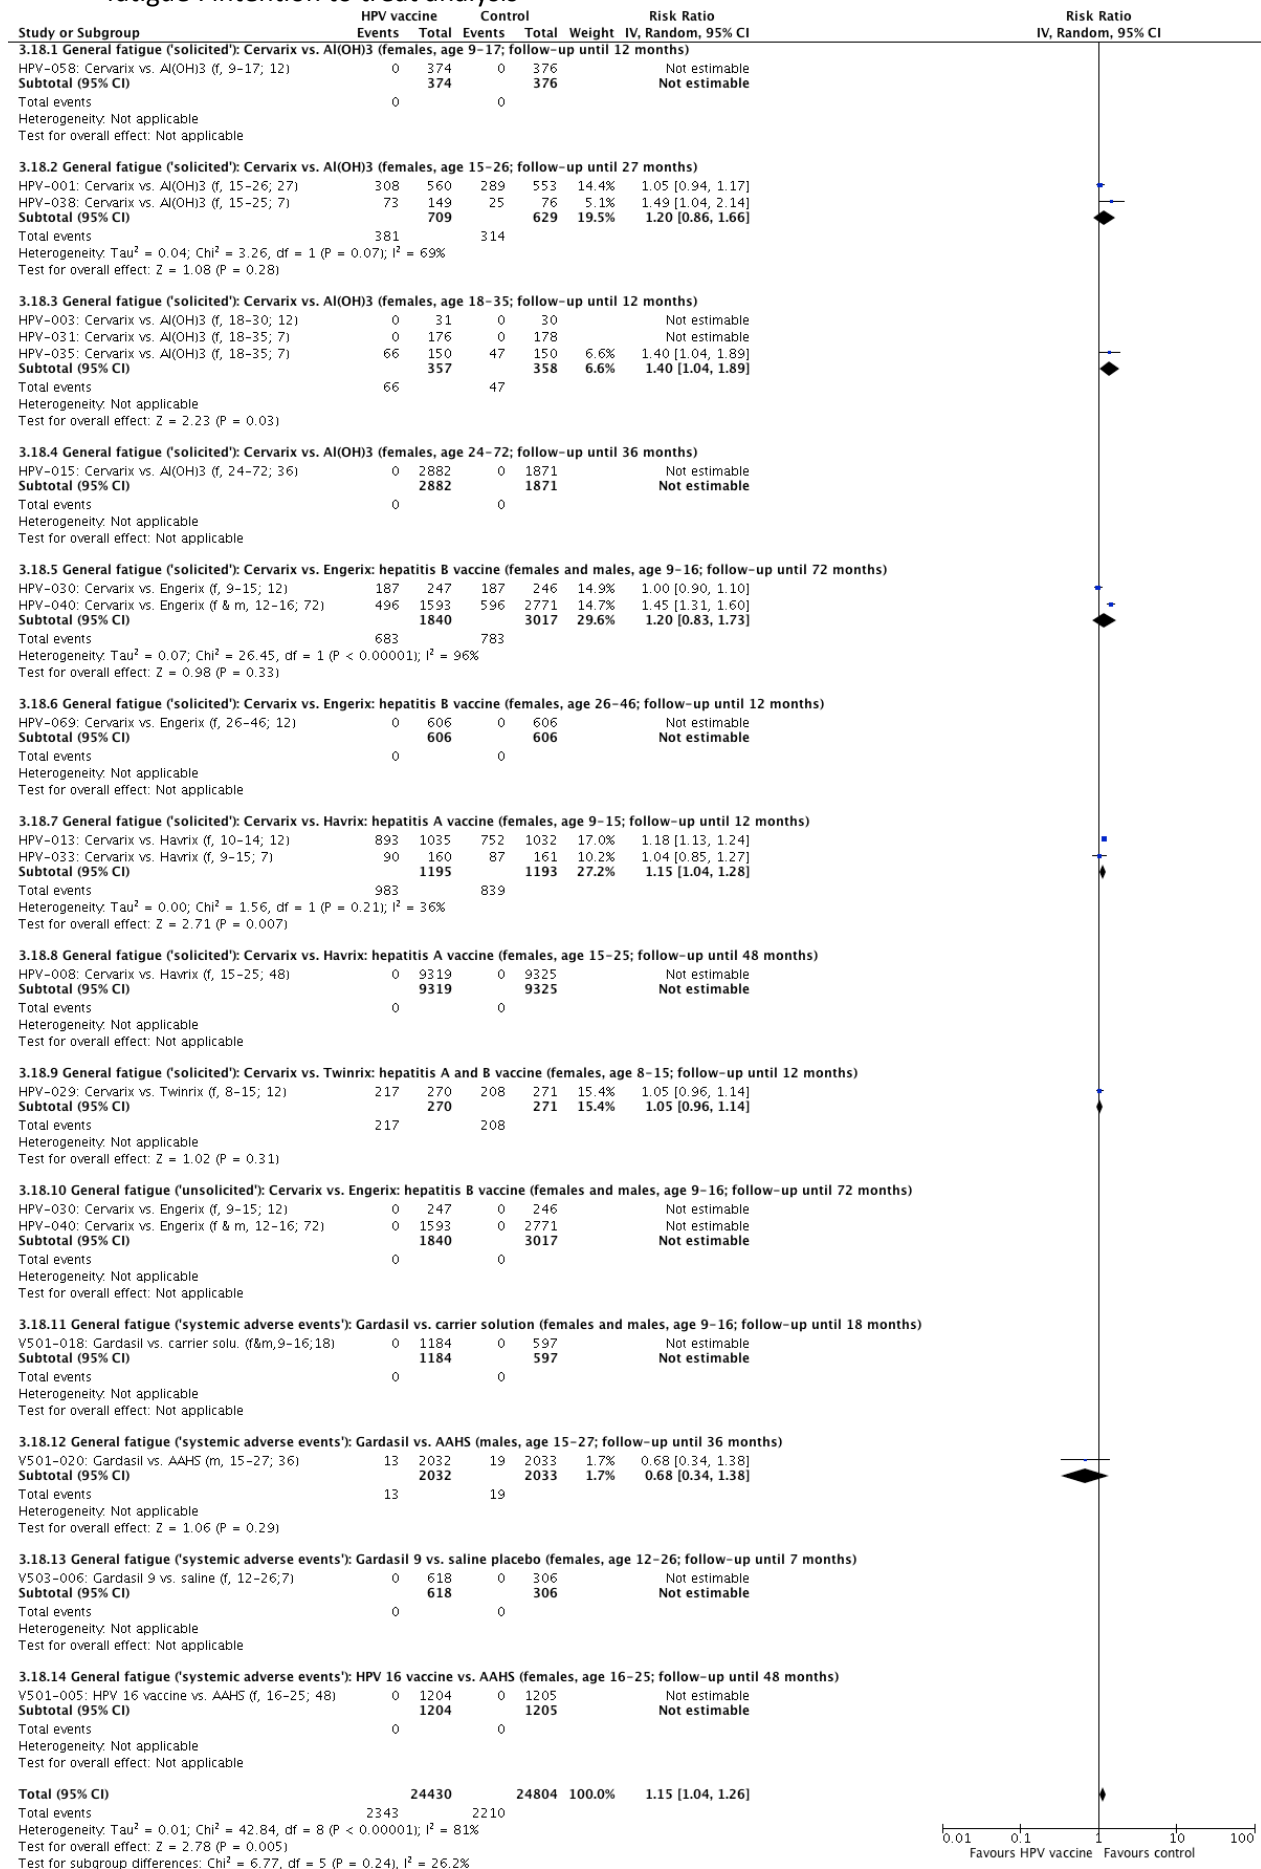 fatigue : intention to treat analysis
HPV vaccine Control Risk Ratio Risk Ratio
Study or Subgroup Events Total Events Total Weight IV, Random, 95% CI IV, Random, 95% CI
3.18.1 General fatigue ('solicited'): Cervarix vs. Al(OH)3 (females, age 9-17; follow-up until 12 months)
HPV-058: Cervarix vs. Al(OH)3 (f, 9-17; 12) 0 374 0 376 Not estimable
Subtotal (95% CI) 374 376 Not estimable
Total events 0 0
Heterogeneity: Not applicable
Test for overall effect: Not applicable
3.18.2 General fatigue ('solicited'): Cervarix vs. Al(OH)3 (females, age 15-26; follow-up until 27 months)
HPV-001: Cervarix vs. Al(OH)3 (f, 15-26; 27) 308 560 289 553 14.4% 1.05 [0.94, 1.17]
HPV-038: Cervarix vs. Al(OH)3 (f, 15-25; 7) 73 149 25 76 5.1% 1.49 [1.04, 2.14]
Subtotal (95% CI) 709 629 19.5% 1.20 [0.86, 1.66]
Total events 381 314
Heterogeneity: Tau² = 0.04; Chi² = 3.26, df = 1 (P = 0.07); I² = 69%
Test for overall effect: Z = 1.08 (P = 0.28)
3.18.3 General fatigue ('solicited'): Cervarix vs. Al(OH)3 (females, age 18-35; follow-up until 12 months)
HPV-003: Cervarix vs. Al(OH)3 (f, 18-30; 12) 0 31 0 30 Not estimable
HPV-031: Cervarix vs. Al(OH)3 (f, 18-35; 7) 0 176 0 178 Not estimable
HPV-035: Cervarix vs. Al(OH)3 (f, 18-35; 7) 66 150 47 150 6.6% 1.40 [1.04, 1.89]
Subtotal (95% CI) 357 358 6.6% 1.40 [1.04, 1.89]
Total events 66 47
Heterogeneity: Not applicable
Test for overall effect: Z = 2.23 (P = 0.03)
3.18.4 General fatigue ('solicited'): Cervarix vs. Al(OH)3 (females, age 24-72; follow-up until 36 months)
HPV-015: Cervarix vs. Al(OH)3 (f, 24-72; 36) 0 2882 0 1871 Not estimable
Subtotal (95% CI) 2882 1871 Not estimable
Total events 0 0
Heterogeneity: Not applicable
Test for overall effect: Not applicable
3.18.5 General fatigue ('solicited'): Cervarix vs. Engerix: hepatitis B vaccine (females and males, age 9-16; follow-up until 72 months)
HPV-030: Cervarix vs. Engerix (f, 9-15; 12) 187 247 187 246 14.9% 1.00 [0.90, 1.10]
HPV-040: Cervarix vs. Engerix (f & m, 12-16; 72) 496 1593 596 2771 14.7% 1.45 [1.31, 1.60]
Subtotal (95% CI) 1840 3017 29.6% 1.20 [0.83, 1.73]
Total events 683 783
Heterogeneity: Tau² = 0.07; Chi² = 26.45, df = 1 (P < 0.00001); I² = 96%
Test for overall effect: Z = 0.98 (P = 0.33)
3.18.6 General fatigue ('solicited'): Cervarix vs. Engerix: hepatitis B vaccine (females, age 26-46; follow-up until 12 months)
HPV-069: Cervarix vs. Engerix (f, 26-46; 12) 0 606 0 606 Not estimable
Subtotal (95% CI) 606 606 Not estimable
Total events 0 0
Heterogeneity: Not applicable
Test for overall effect: Not applicable
3.18.7 General fatigue ('solicited'): Cervarix vs. Havrix: hepatitis A vaccine (females, age 9-15; follow-up until 12 months)
HPV-013: Cervarix vs. Havrix (f, 10-14; 12) 893 1035 752 1032 17.0% 1.18 [1.13, 1.24]
HPV-033: Cervarix vs. Havrix (f, 9-15; 7) 90 160 87 161 10.2% 1.04 [0.85, 1.27]
Subtotal (95% CI) 1195 1193 27.2% 1.15 [1.04, 1.28]
Total events 983 839
Heterogeneity: Tau² = 0.00; Chi² = 1.56, df = 1 (P = 0.21); I² = 36%
Test for overall effect: Z = 2.71 (P = 0.007)
3.18.8 General fatigue ('solicited'): Cervarix vs. Havrix: hepatitis A vaccine (females, age 15-25; follow-up until 48 months)
HPV-008: Cervarix vs. Havrix (f, 15-25; 48) 0 9319 0 9325 Not estimable
Subtotal (95% CI) 9319 9325 Not estimable
Total events 0 0
Heterogeneity: Not applicable
Test for overall effect: Not applicable
3.18.9 General fatigue ('solicited'): Cervarix vs. Twinrix: hepatitis A and B vaccine (females, age 8-15; follow-up until 12 months)
HPV-029: Cervarix vs. Twinrix (f, 8-15; 12) 217 270 208 271 15.4% 1.05 [0.96, 1.14]
Subtotal (95% CI) 270 271 15.4% 1.05 [0.96, 1.14]
Total events 217 208
Heterogeneity: Not applicable
Test for overall effect: Z = 1.02 (P = 0.31)
3.18.10 General fatigue ('unsolicited'): Cervarix vs. Engerix: hepatitis B vaccine (females and males, age 9-16; follow-up until 72 months)
HPV-030: Cervarix vs. Engerix (f, 9-15; 12) 0 247 0 246 Not estimable
HPV-040: Cervarix vs. Engerix (f & m, 12-16; 72) 0 1593 0 2771 Not estimable
Subtotal (95% CI) 1840 3017 Not estimable
Total events 0 0
Heterogeneity: Not applicable
Test for overall effect: Not applicable
3.18.11 General fatigue ('systemic adverse events'): Gardasil vs. carrier solution (females and males, age 9-16; follow-up until 18 months)
V501-018: Gardasil vs. carrier solu. (f&m,9-16;18) 0 1184 0 597 Not estimable
Subtotal (95% CI) 1184 597 Not estimable
Total events 0 0
Heterogeneity: Not applicable
Test for overall effect: Not applicable
3.18.12 General fatigue ('systemic adverse events'): Gardasil vs. AAHS (males, age 15-27; follow-up until 36 months)
V501-020: Gardasil vs. AAHS (m, 15-27; 36) 13 2032 19 2033 1.7% 0.68 [0.34, 1.38]
Subtotal (95% CI) 2032 2033 1.7% 0.68 [0.34, 1.38]
Total events 13 19
Heterogeneity: Not applicable
Test for overall effect: Z = 1.06 (P = 0.29)
3.18.13 General fatigue ('systemic adverse events'): Gardasil 9 vs. saline placebo (females, age 12-26; follow-up until 7 months)
V503-006: Gardasil 9 vs. saline (f, 12-26;7) 0 618 0 306 Not estimable
Subtotal (95% CI) 618 306 Not estimable
Total events 0 0
Heterogeneity: Not applicable
Test for overall effect: Not applicable
3.18.14 General fatigue ('systemic adverse events'): HPV 16 vaccine vs. AAHS (females, age 16-25; follow-up until 48 months)
V501-005: HPV 16 vaccine vs. AAHS (f, 16-25; 48) 0 1204 0 1205 Not estimable
Subtotal (95% CI) 1204 1205 Not estimable
Total events 0 0
Heterogeneity: Not applicable
Test for overall effect: Not applicable
Total (95% CI) 24430 24804 100.0% 1.15 [1.04, 1.26]
Total events 2343 2210
Heterogeneity: Tau² = 0.01; Chi² = 42.84, df = 8 (P < 0.00001); I² = 81%
Test for overall effect: Z = 2.78 (P = 0.005)
Test for subgroup differences: Chi² = 6.77, df = 5 (P = 0.24), I² = 26.2%
0.01 0.1 1 10 100
Favours HPV vaccine Favours control